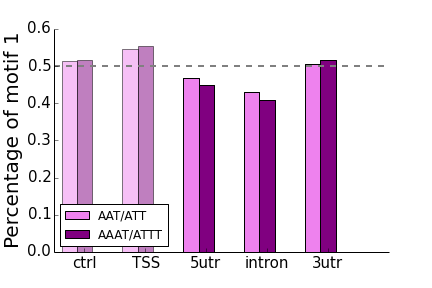 Percentage of motif 1
0.6
0.5
0.4
0.3
0.2
0.1
0.0
AAT/ATT
AAAT/ATTT
ctrl TSS 5utr intron 3utr